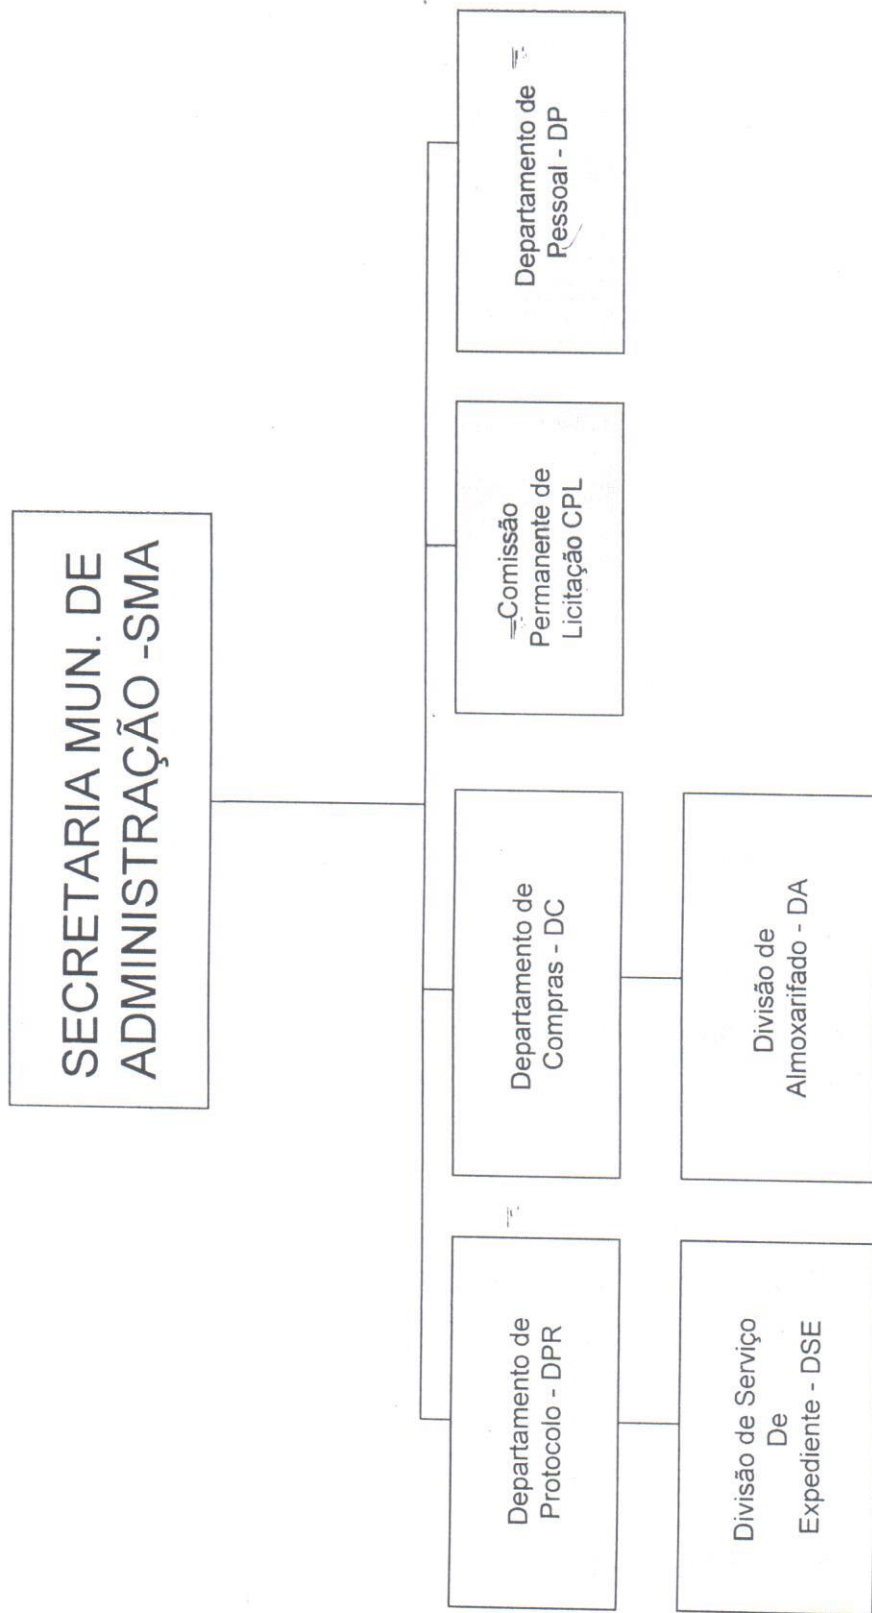 SECRETARIA MUN. DE
ADMINISTRAÇÃO -SMA
Departamento de
Protocolo - DPR
Departamento de
Compras - DC
Comissão
Permanente de
Licitação CPL
Departamento de
Pessoal - DP
Divisão de Serviço
De
Expediente - DSE
Divisão de
Almoxarifado - DA